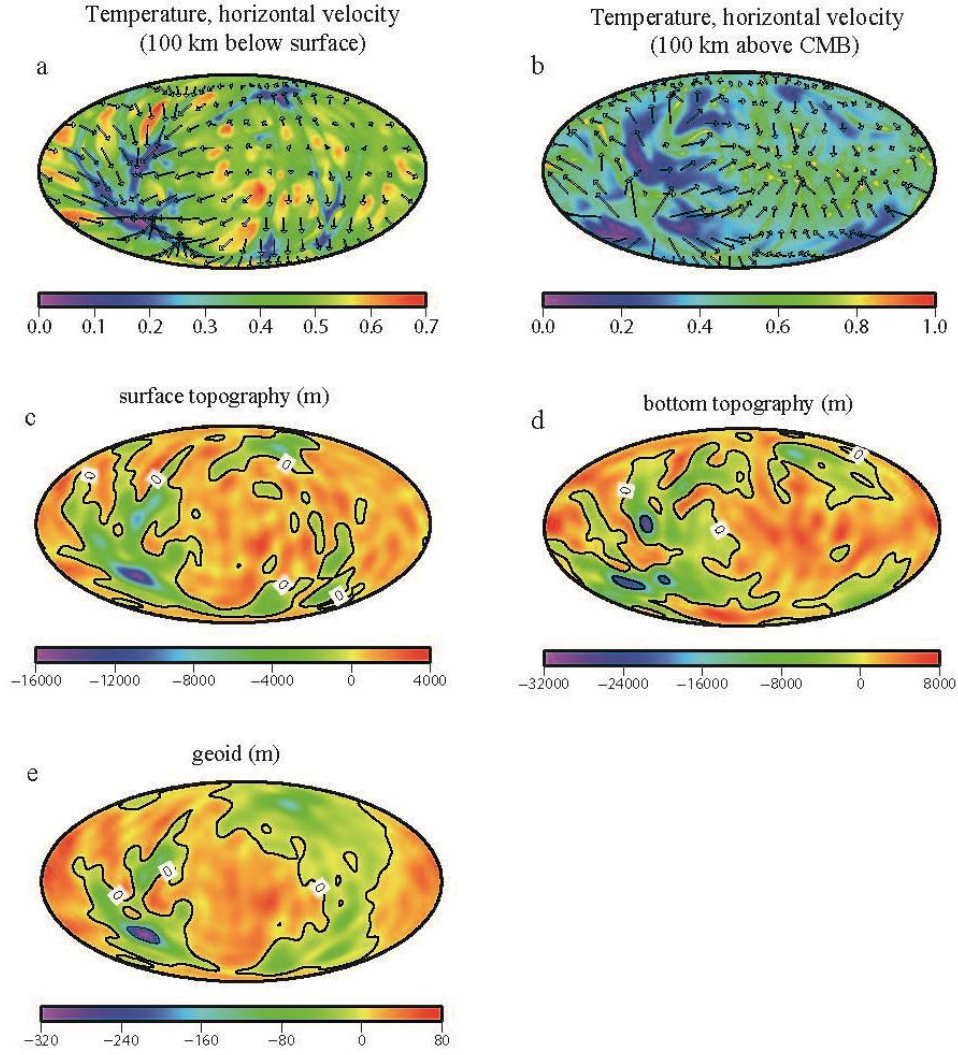 Temperature, horizontal velocity
(100 km below surface)
a
0.0 0.1 0.2 0.3 0.4 0.5 0.6 0.7
Temperature, horizontal velocity
(100 km above CMB)
b
0.0 0.2 0.4 0.6 0.8 1.0
surface topography (m)
c
0 0 0 0 0
−16000 −12000 −8000 −4000 0 4000
bottom topography (m)
d
0 0 0
−32000 −24000 −16000 −8000 0 8000
geoid (m)
e
0 0 0
−320 −240 −160 −80 0 80